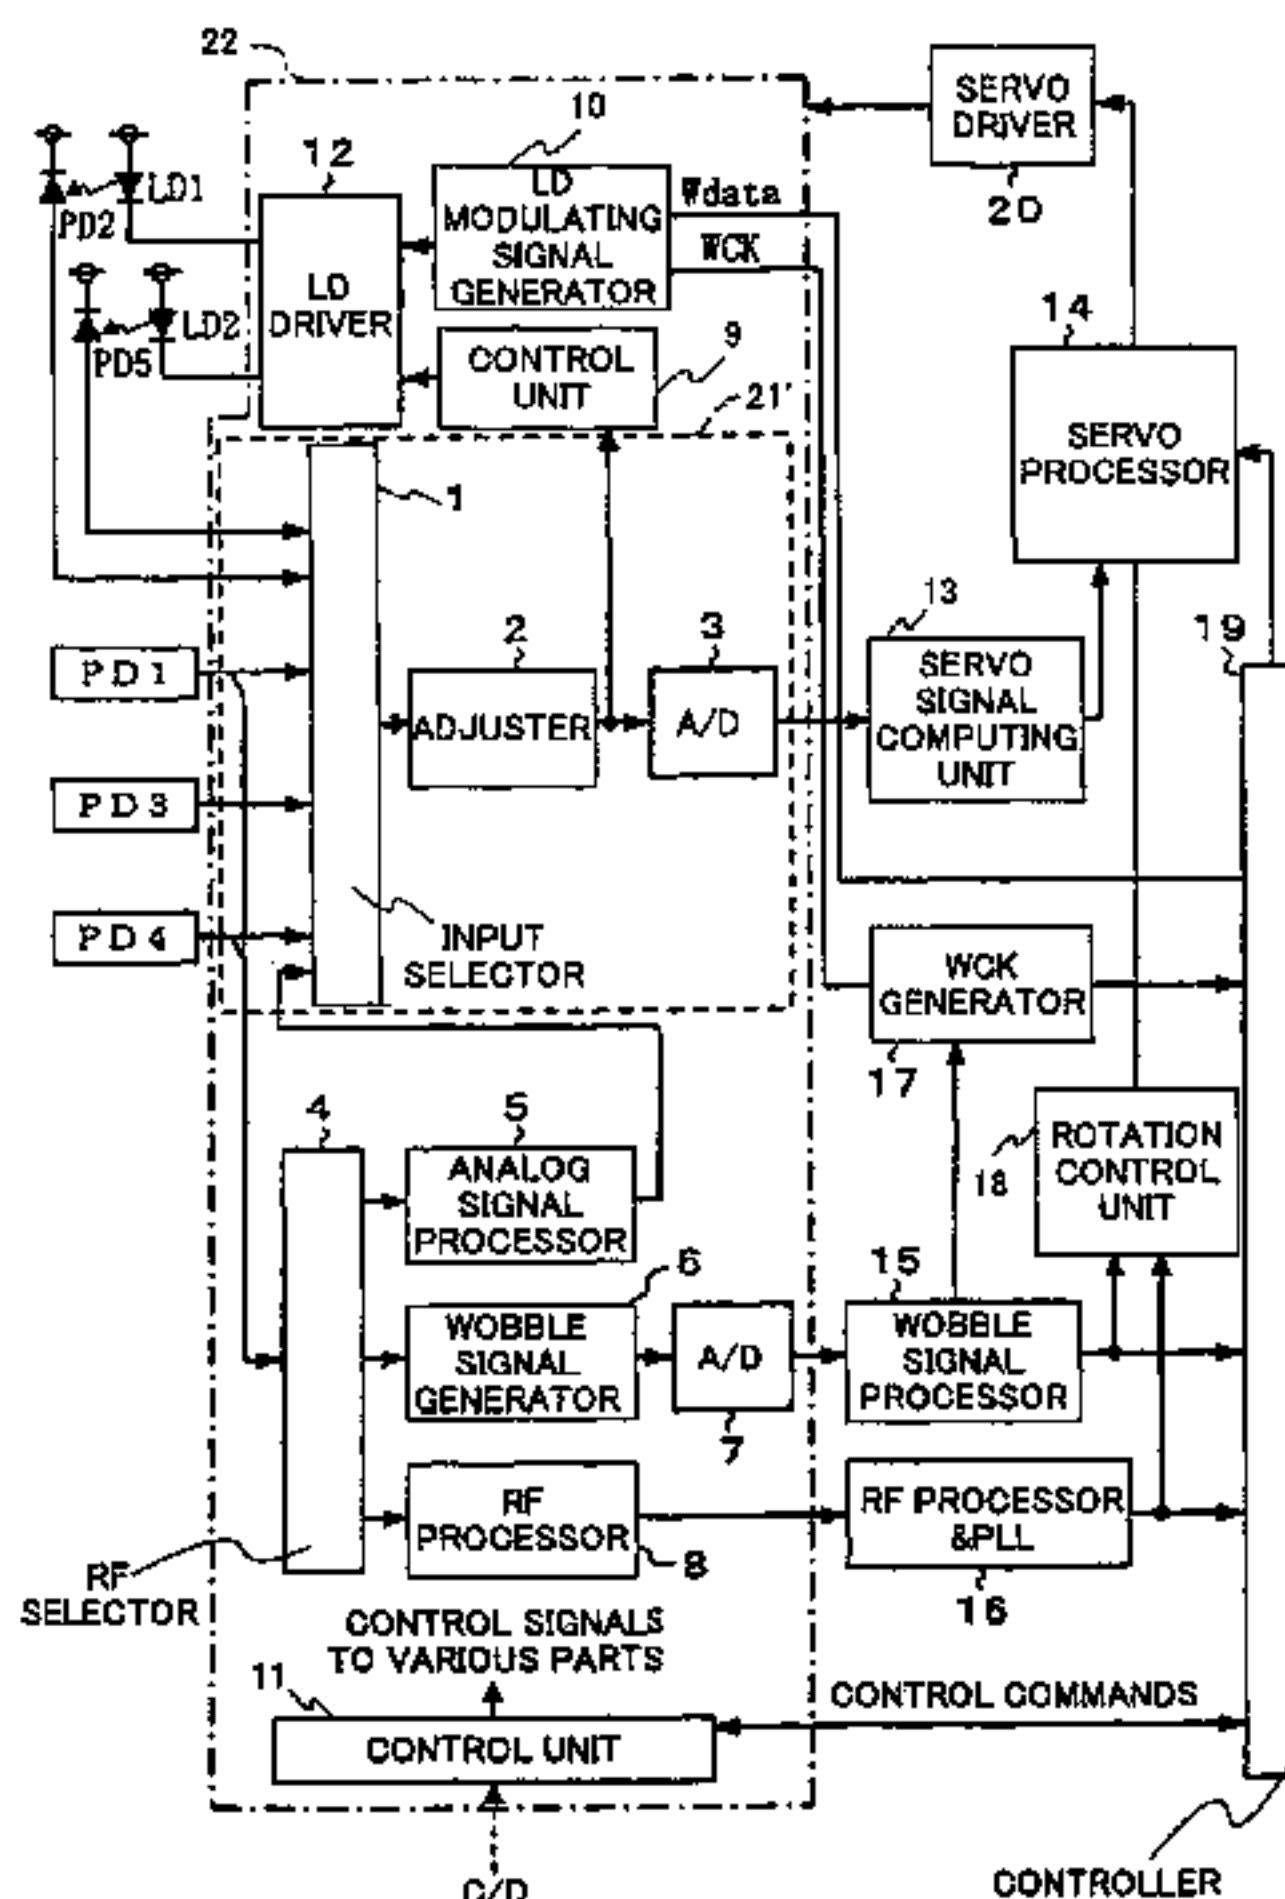 22
10
SERVO
DRIVER
20
12
LD
MODULATING
SIGNAL
GENERATOR
Wdata
WCK
LD1
PD2
LD2
PD5
LD
DRIVER
CONTROL
UNIT
9
21'
14
SERVO
PROCESSOR
1
13
19
2
3
PD1
ADJUSTER
A/D
SERVO
SIGNAL
COMPUTING
UNIT
PD3
PD4
INPUT
SELECTOR
WCK
GENERATOR
17
4
5
ANALOG
SIGNAL
PROCESSOR
18
ROTATION
CONTROL
UNIT
6
15
WOBBLE
SIGNAL
GENERATOR
A/D
7
WOBBLE
SIGNAL
PROCESSOR
RF
PROCESSOR
8
RF PROCESSOR
&PLL
16
RF
SELECTOR
CONTROL SIGNALS
TO VARIOUS PARTS
11
CONTROL UNIT
CONTROL COMMANDS
C/D
CONTROLLER